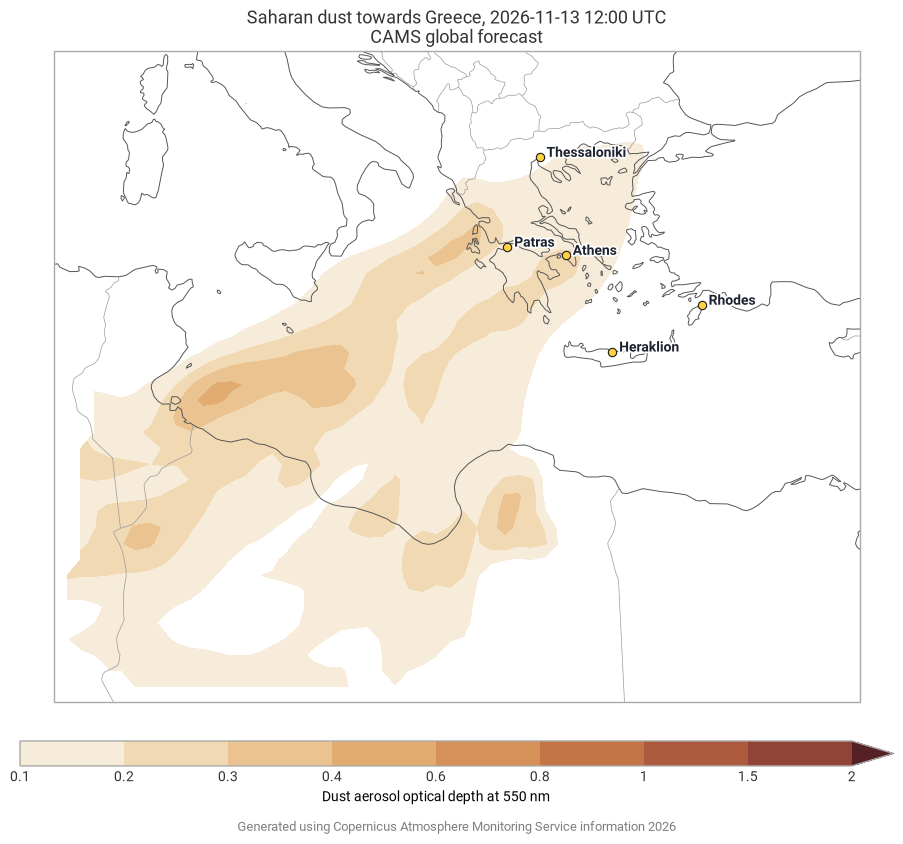 Saharan dust towards Greece, 2026-11-13 12:00 UTC
CAMS global forecast
Thessaloniki
Patras
Athens
Rhodes
Heraklion
0.1 0.2 0.3 0.4 0.6 0.8 1 1.5 2
Dust aerosol optical depth at 550 nm
Generated using Copernicus Atmosphere Monitoring Service information 2026